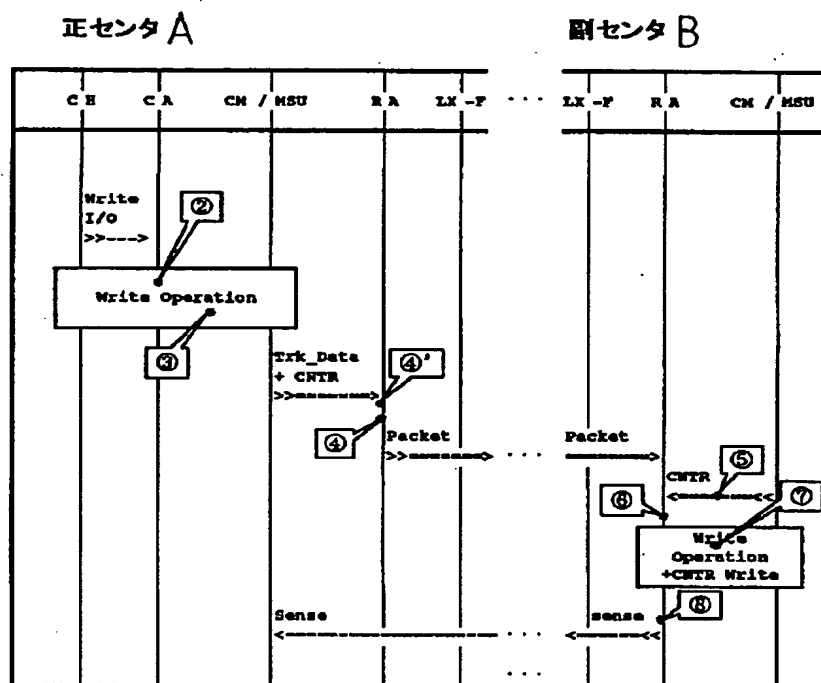 正センタ A
副センタ B
CH CA CM / MSU RA LX-F ··· LX-F RA CM / MSU
Write
I/O
②
Write Operation
③
Trk_Data
+ CNTR
④'
④
Packet
···
Packet
⑤
CNTR
⑥
⑦
Write
Operation
+CNTR Write
⑧
Sense
···
sense
···